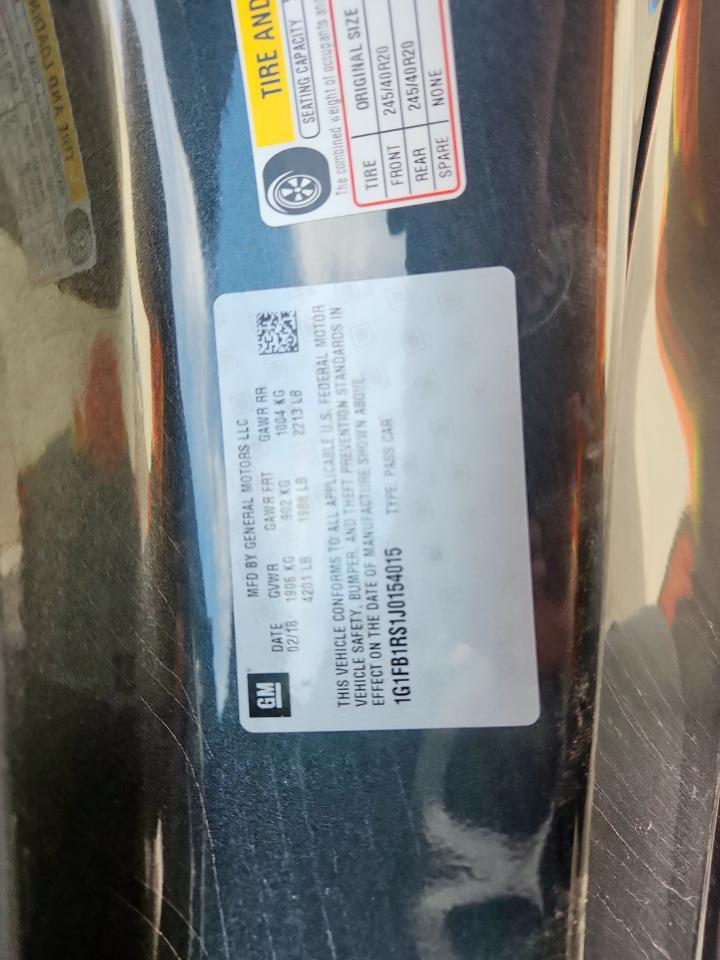 TIRE AND
SEATING CAPACITY
The combined weight of occupants and
TIRE ORIGINAL SIZE
FRONT 245/40R20
REAR 245/40R20
SPARE NONE
GM
MFD BY GENERAL MOTORS LLC
DATE GVWR GAWR FRT GAWR RR
02/18 1906 KG 902 KG 1004 KG
4201 LB 1988 LB 2213 LB
THIS VEHICLE CONFORMS TO ALL APPLICABLE U.S. FEDERAL MOTOR
VEHICLE SAFETY, BUMPER, AND THEFT PREVENTION STANDARDS IN
EFFECT ON THE DATE OF MANUFACTURE SHOWN ABOVE.
1G1FB1RS1J0154015 TYPE: PASS CAR